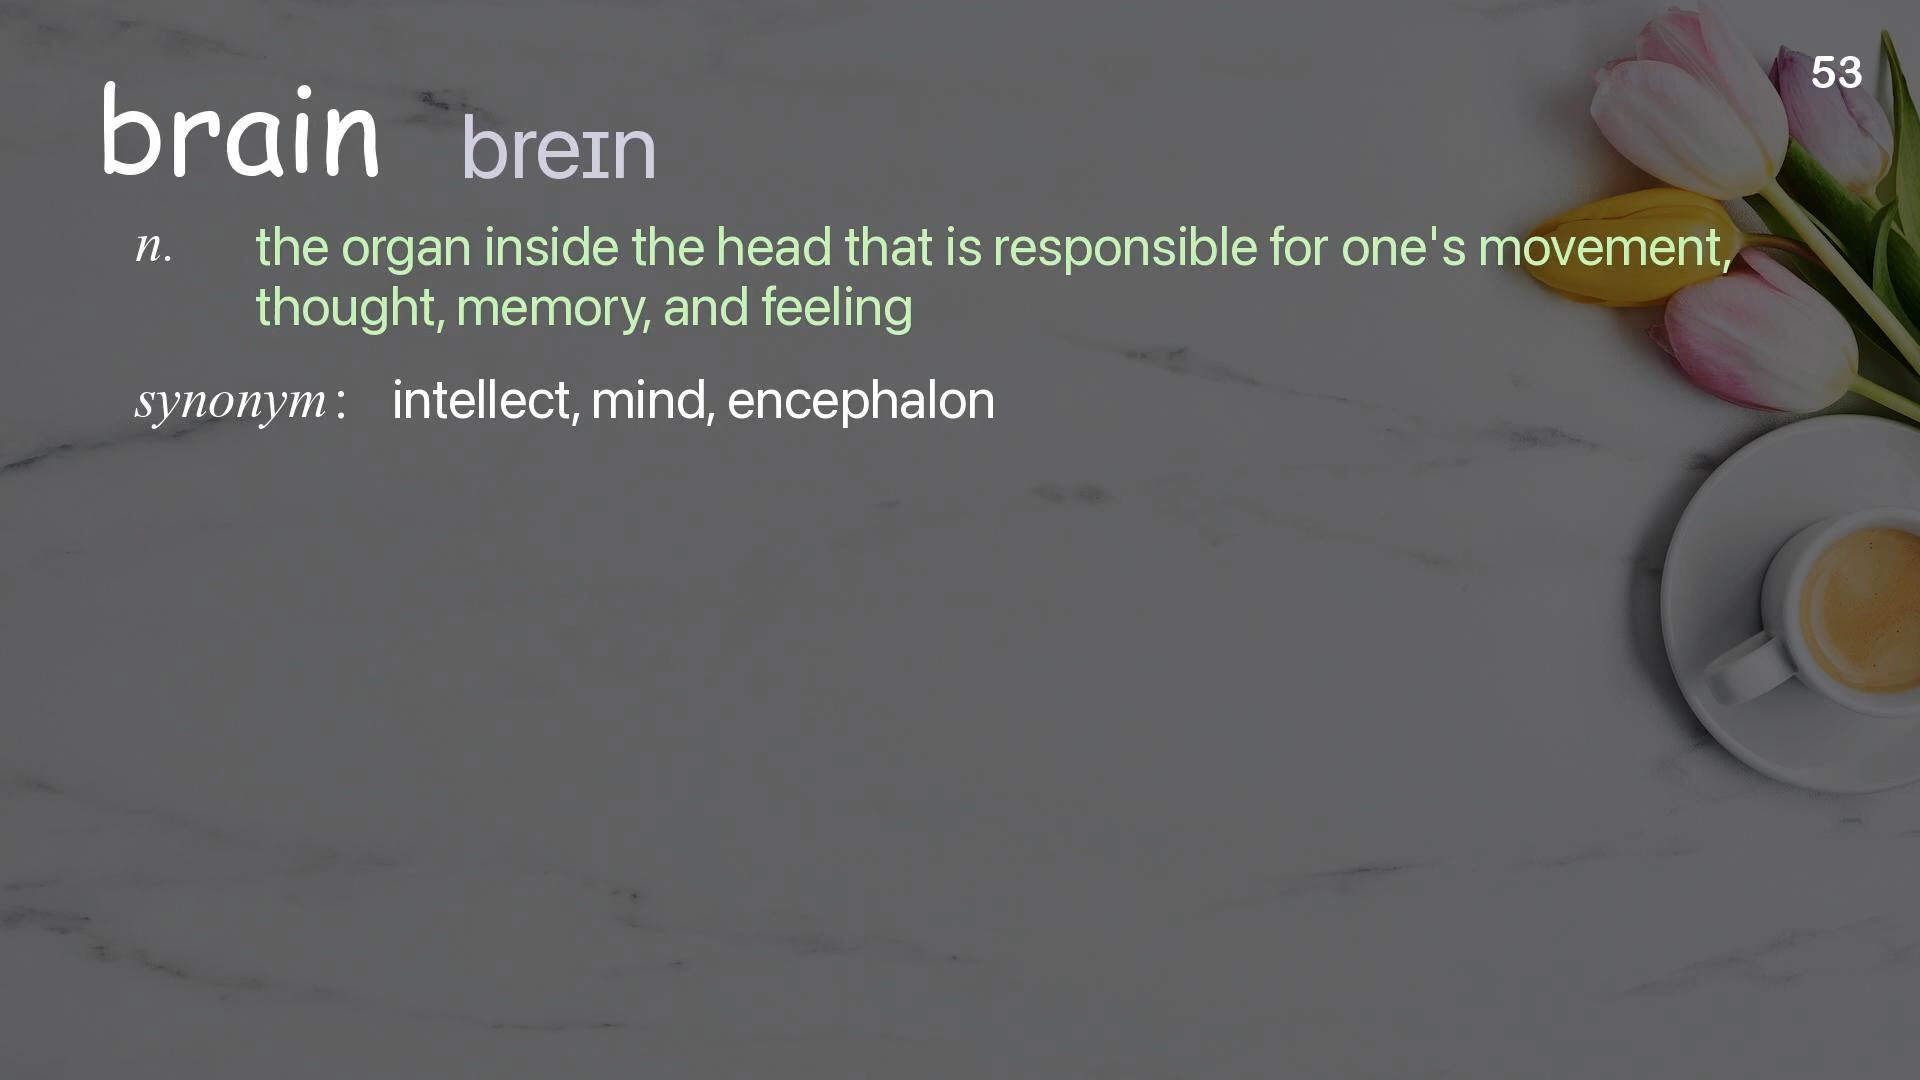 53
brain breɪn
n. the organ inside the head that is responsible for one's movement,
thought, memory, and feeling
synonym: intellect, mind, encephalon